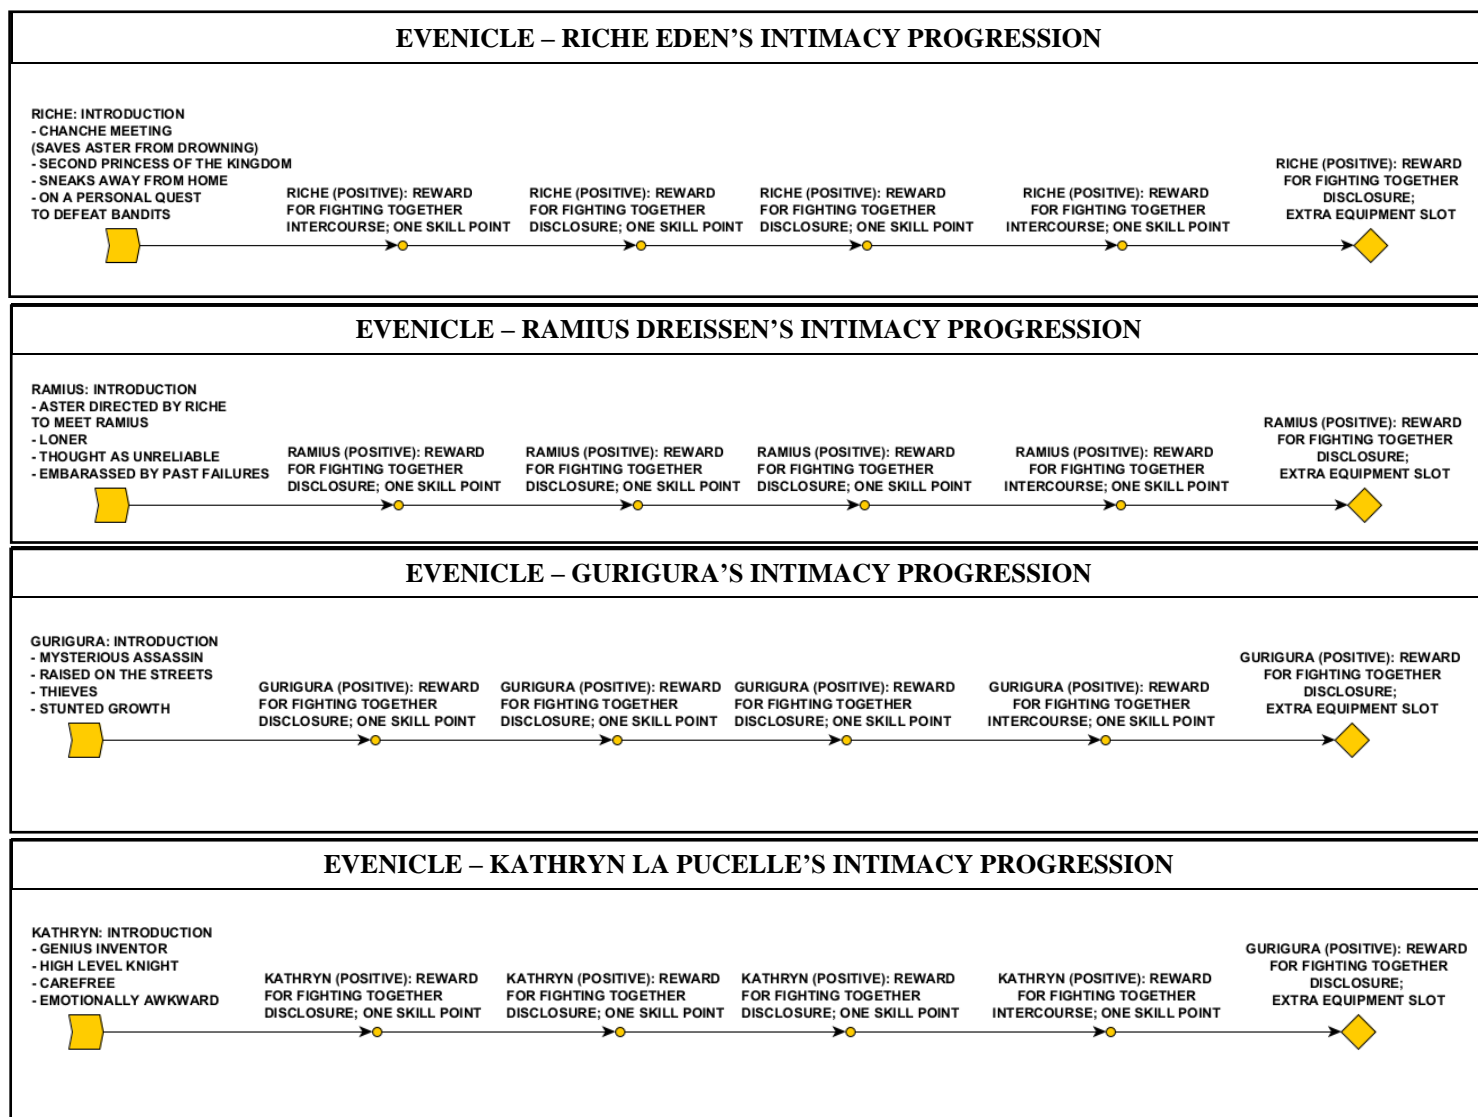 EVENICLE – RICHE EDEN’S INTIMACY PROGRESSION
RICHE: INTRODUCTION
- CHANCHE MEETING
(SAVES ASTER FROM DROWNING)
- SECOND PRINCESS OF THE KINGDOM
- SNEAKS AWAY FROM HOME
- ON A PERSONAL QUEST
TO DEFEAT BANDITS
RICHE (POSITIVE): REWARD
FOR FIGHTING TOGETHER
INTERCOURSE; ONE SKILL POINT
RICHE (POSITIVE): REWARD
FOR FIGHTING TOGETHER
DISCLOSURE; ONE SKILL POINT
RICHE (POSITIVE): REWARD
FOR FIGHTING TOGETHER
DISCLOSURE; ONE SKILL POINT
RICHE (POSITIVE): REWARD
FOR FIGHTING TOGETHER
INTERCOURSE; ONE SKILL POINT
RICHE (POSITIVE): REWARD
FOR FIGHTING TOGETHER
DISCLOSURE;
EXTRA EQUIPMENT SLOT
EVENICLE – RAMIUS DREISSEN’S INTIMACY PROGRESSION
RAMIUS: INTRODUCTION
- ASTER DIRECTED BY RICHE
TO MEET RAMIUS
- LONER
- THOUGHT AS UNRELIABLE
- EMBARASSED BY PAST FAILURES
RAMIUS (POSITIVE): REWARD
FOR FIGHTING TOGETHER
DISCLOSURE; ONE SKILL POINT
RAMIUS (POSITIVE): REWARD
FOR FIGHTING TOGETHER
DISCLOSURE; ONE SKILL POINT
RAMIUS (POSITIVE): REWARD
FOR FIGHTING TOGETHER
DISCLOSURE; ONE SKILL POINT
RAMIUS (POSITIVE): REWARD
FOR FIGHTING TOGETHER
INTERCOURSE; ONE SKILL POINT
RAMIUS (POSITIVE): REWARD
FOR FIGHTING TOGETHER
DISCLOSURE;
EXTRA EQUIPMENT SLOT
EVENICLE – GURIGURA’S INTIMACY PROGRESSION
GURIGURA: INTRODUCTION
- MYSTERIOUS ASSASSIN
- RAISED ON THE STREETS
- THIEVES
- STUNTED GROWTH
GURIGURA (POSITIVE): REWARD
FOR FIGHTING TOGETHER
DISCLOSURE; ONE SKILL POINT
GURIGURA (POSITIVE): REWARD
FOR FIGHTING TOGETHER
DISCLOSURE; ONE SKILL POINT
GURIGURA (POSITIVE): REWARD
FOR FIGHTING TOGETHER
DISCLOSURE; ONE SKILL POINT
GURIGURA (POSITIVE): REWARD
FOR FIGHTING TOGETHER
INTERCOURSE; ONE SKILL POINT
GURIGURA (POSITIVE): REWARD
FOR FIGHTING TOGETHER
DISCLOSURE;
EXTRA EQUIPMENT SLOT
EVENICLE – KATHRYN LA PUCELLE’S INTIMACY PROGRESSION
KATHRYN: INTRODUCTION
- GENIUS INVENTOR
- HIGH LEVEL KNIGHT
- CAREFREE
- EMOTIONALLY AWKWARD
KATHRYN (POSITIVE): REWARD
FOR FIGHTING TOGETHER
DISCLOSURE; ONE SKILL POINT
KATHRYN (POSITIVE): REWARD
FOR FIGHTING TOGETHER
DISCLOSURE; ONE SKILL POINT
KATHRYN (POSITIVE): REWARD
FOR FIGHTING TOGETHER
DISCLOSURE; ONE SKILL POINT
KATHRYN (POSITIVE): REWARD
FOR FIGHTING TOGETHER
INTERCOURSE; ONE SKILL POINT
GURIGURA (POSITIVE): REWARD
FOR FIGHTING TOGETHER
DISCLOSURE;
EXTRA EQUIPMENT SLOT